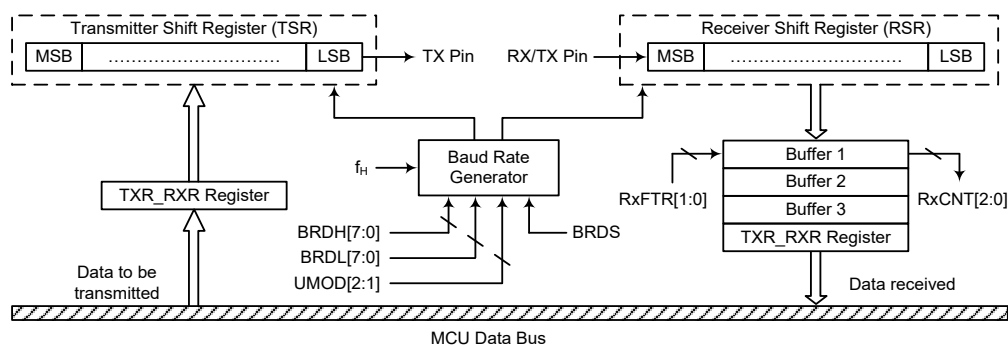 Transmitter Shift Register (TSR)
MSB
LSB
TX Pin
RX/TX Pin
Receiver Shift Register (RSR)
MSB
LSB
fH
Baud Rate
Generator
TXR_RXR Register
BRDH[7:0]
BRDL[7:0]
UMOD[2:1]
BRDS
Buffer 1
Buffer 2
Buffer 3
TXR_RXR Register
RxFTR[1:0]
RxCNT[2:0]
Data to be
transmitted
Data received
MCU Data Bus